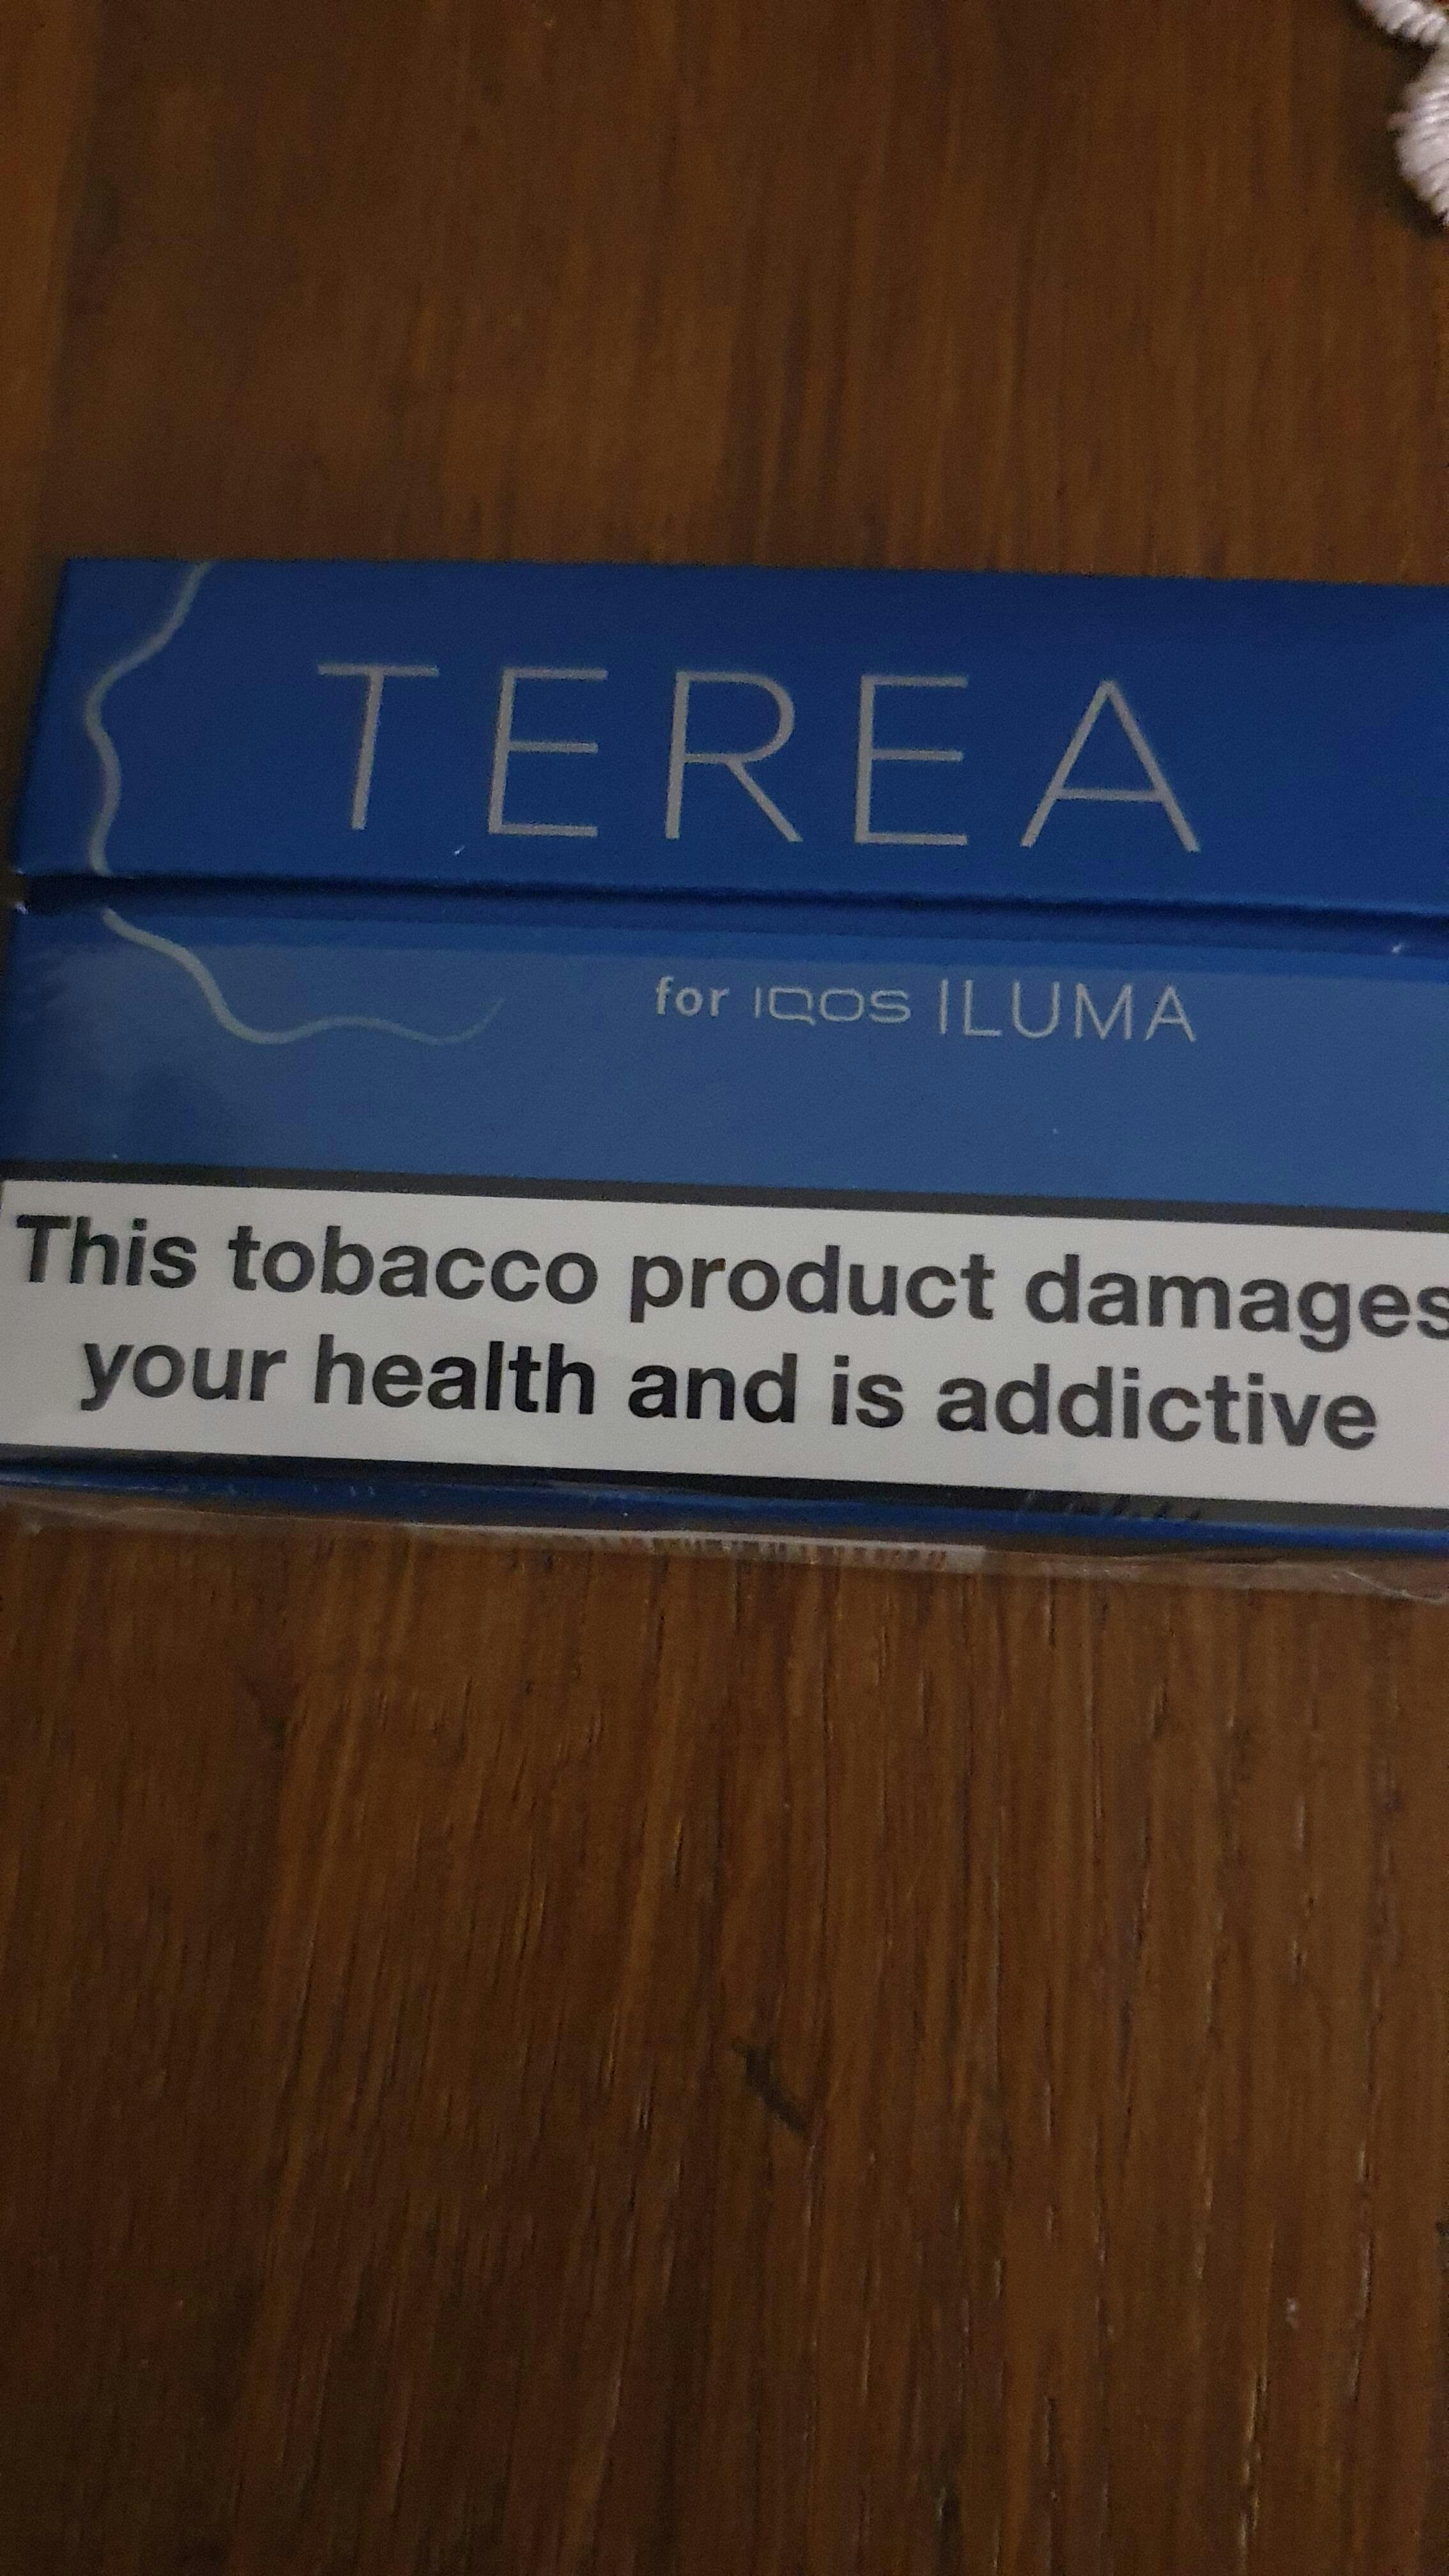 TEREA
for IQOS ILUMA
This tobacco product damages
your health and is addictive